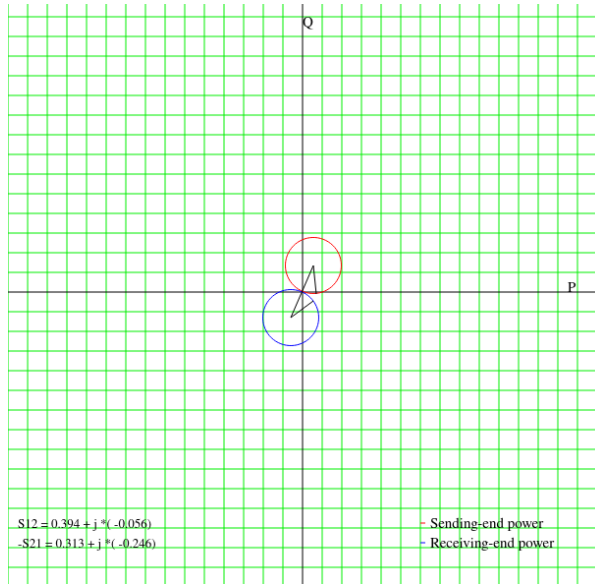 Q
P
S12 = 0.394 + j *( -0.056)
-S21 = 0.313 + j *( -0.246)
- Sending-end power
- Receiving-end power